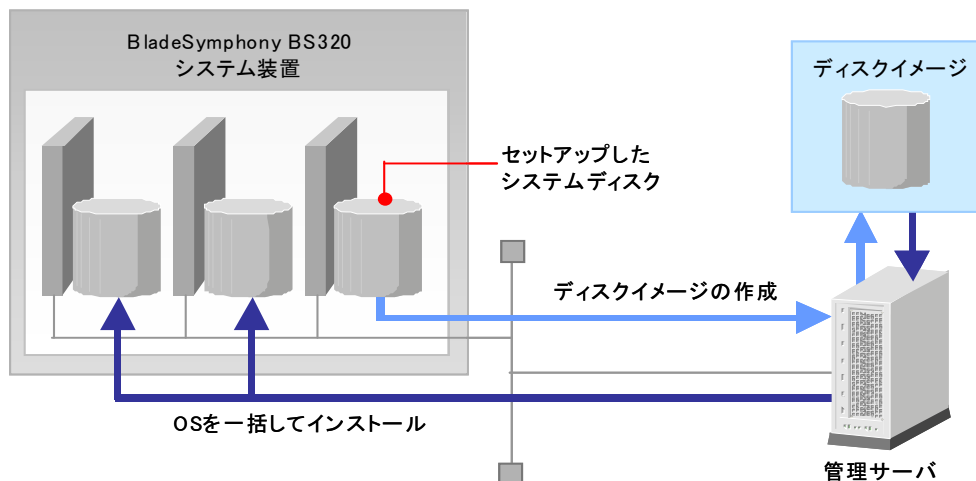 BladeSymphony BS320
システム装置
ディスクイメージ
セットアップした
システムディスク
ディスクイメージの作成
OSを一括してインストール
管理サーバ